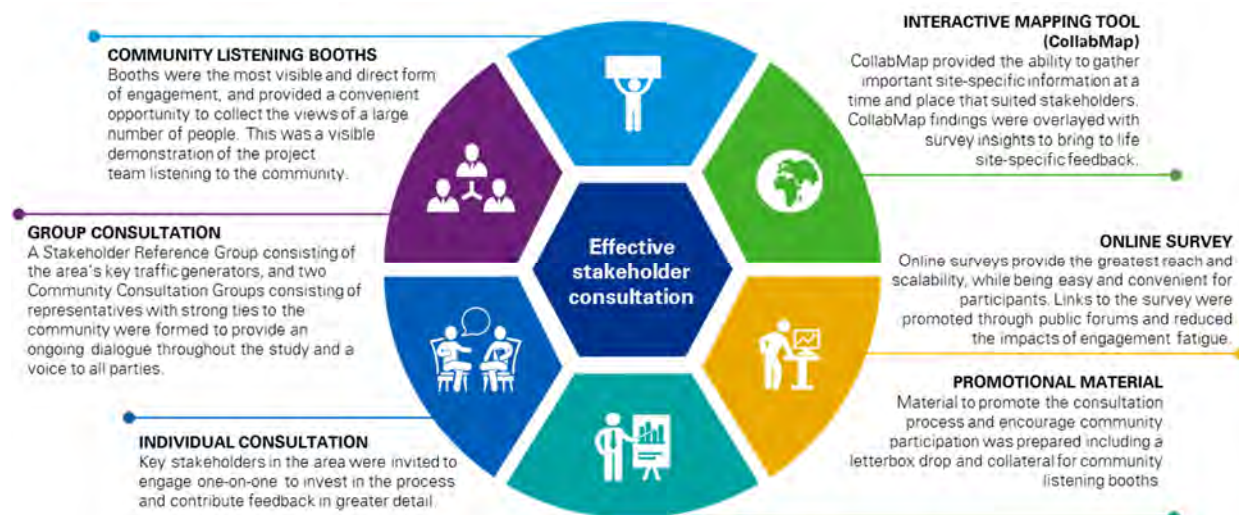 COMMUNITY LISTENING BOOTHS
Booths were the most visible and direct form
of engagement, and provided a convenient
opportunity to collect the views of a large
number of people. This was a visible
demonstration of the project
team listening to the community.
GROUP CONSULTATION
A Stakeholder Reference Group consisting of
the area's key traffic generators, and two
Community Consultation Groups consisting of
representatives with strong ties to the
community were formed to provide an
ongoing dialogue throughout the study and a
voice to all parties.
INDIVIDUAL CONSULTATION
Key stakeholders in the area were invited to
engage one-on-one to invest in the process
and contribute feedback in greater detail.
Effective
stakeholder
consultation
INTERACTIVE MAPPING TOOL
(CollabMap)
CollabMap provided the ability to gather
important site-specific information at a
time and place that suited stakeholders.
CollabMap findings were overlayed with
survey insights to bring to life
site-specific feedback.
ONLINE SURVEY
Online surveys provide the greatest reach and
scalability, while being easy and convenient for
participants. Links to the survey were
promoted through public forums and reduced
the impacts of engagement fatigue.
PROMOTIONAL MATERIAL
Material to promote the consultation
process and encourage community
participation was prepared including a
letterbox drop and collateral for community
listening booths